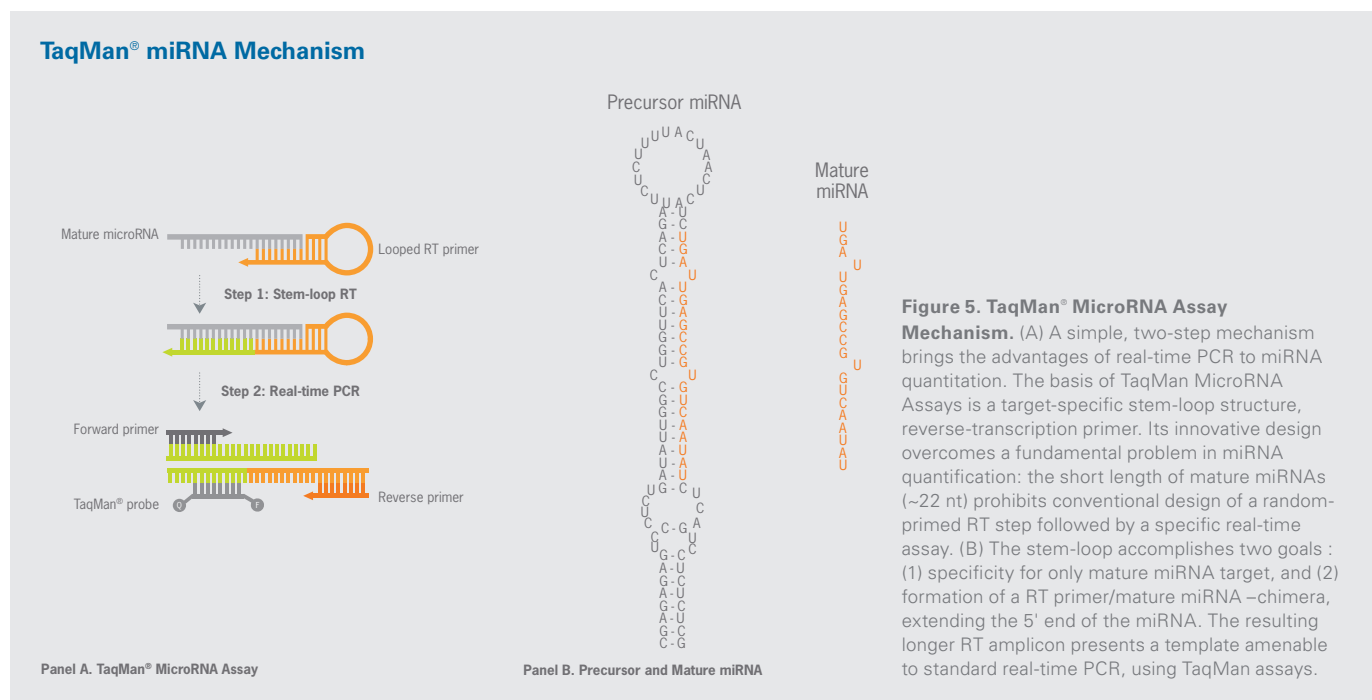 TaqMan® miRNA Mechanism
Precursor miRNA
Mature
miRNA
U
G
A
U
U
G
A
G
C
C
G
U
G
U
C
A
A
U
A
U
Mature microRNA
Looped RT primer
Step 1: Stem-loop RT
Step 2: Real-time PCR
Forward primer
Reverse primer
TaqMan® probe
Q
F
Panel A. TaqMan® MicroRNA Assay
A - U
G - C
A - U
C - G
U - A
C U
A - U
C - G
U - A
U - G
G - C
G - C
U - G
C U
C - G
G - U
G - C
U - A
U - A
A - U
U - A
A - U
G - C
Panel B. Precursor and Mature miRNA
Figure 5. TaqMan® MicroRNA Assay
Mechanism. (A) A simple, two-step mechanism
brings the advantages of real-time PCR to miRNA
quantitation. The basis of TaqMan MicroRNA
Assays is a target-specific stem-loop structure,
reverse-transcription primer. Its innovative design
overcomes a fundamental problem in miRNA
quantification: the short length of mature miRNAs
(~22 nt) prohibits conventional design of a random-
primed RT step followed by a specific real-time
assay. (B) The stem-loop accomplishes two goals :
(1) specificity for only mature miRNA target, and (2)
formation of a RT primer/mature miRNA –chimera,
extending the 5' end of the miRNA. The resulting
longer RT amplicon presents a template amenable
to standard real-time PCR, using TaqMan assays.